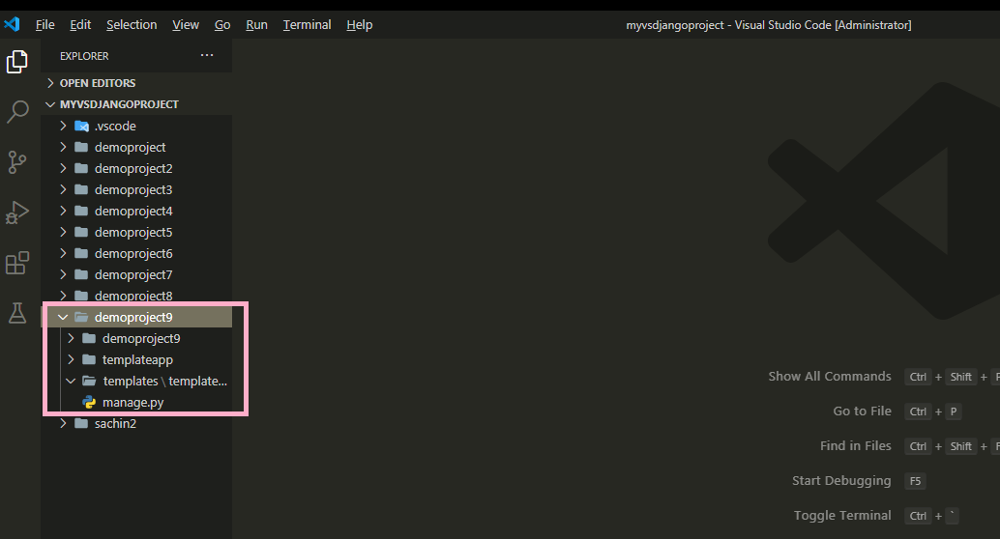 File Edit Selection View Go Run Terminal Help
myvsdjangoproject - Visual Studio Code [Administrator]
EXPLORER ...
OPEN EDITORS
MYVSDJANGOPROJECT
.vscode
demoproject
demoproject2
demoproject3
demoproject4
demoproject5
demoproject6
demoproject7
demoproject8
demoproject9
demoproject9
templateapp
templates \ template...
manage.py
sachin2
Show All Commands Ctrl + Shift +
Go to File Ctrl + P
Find in Files Ctrl + Shift +
Start Debugging F5
Toggle Terminal Ctrl + `